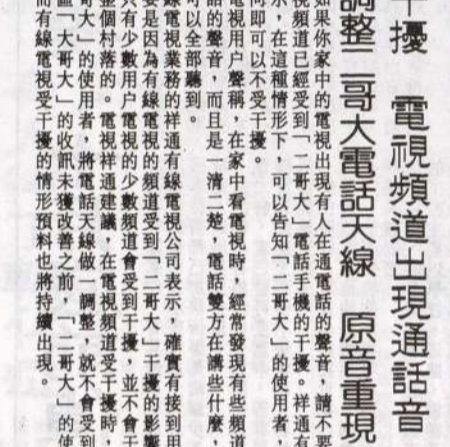 干擾　電視頻道出現通話音
調整二哥大電話天線　原音重現
如果你家中的電視出現有人在通電話的聲音，請不要
視頻道已經受到「二哥大」電話手機的干擾。祥通有
示，在這種情形下，可以告知「二哥大」的使用者，
何即可以不受干擾。
電視用戶聲稱，在家中看電視時，經常發現有些頻道
話的聲音，而且是一清二楚，電話雙方在講些什麼，
可以全部聽到。
線電視業務的祥通有線電視公司表示，確實有接到用
要是因為有線電視的頻道受到「二哥大」干擾的影響
只有少數用戶電視的少數頻道會受到干擾，並不會干
整個村落的。電視祥通建議，在電視頻道受干擾時，
哥大」的使用者，將電話天線做一調整，就不會受到
區「大哥大」的收訊未獲改善之前，「二哥大」的使
而有線電視受干擾的情形預料也將持續出現。